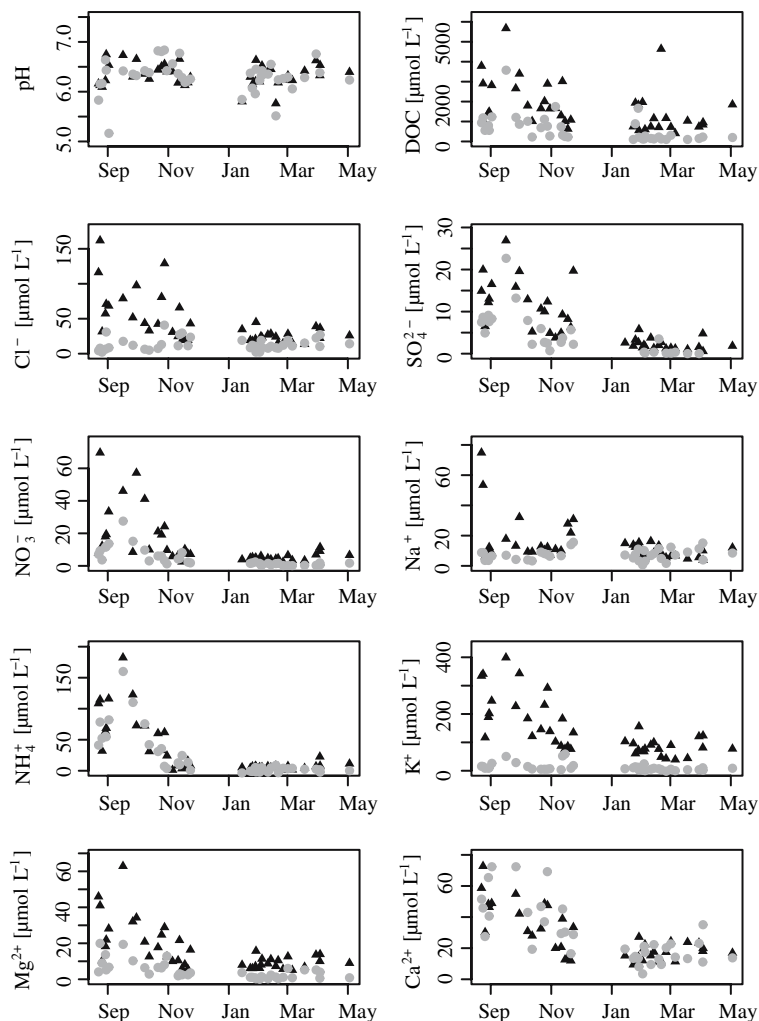 pH
5.0 6.0 7.0
Sep Nov Jan Mar May
DOC [µmol L⁻¹]
0 2000 5000
Sep Nov Jan Mar May
Cl⁻ [µmol L⁻¹]
0 50 150
Sep Nov Jan Mar May
SO₄²⁻ [µmol L⁻¹]
0 10 20 30
Sep Nov Jan Mar May
NO₃⁻ [µmol L⁻¹]
0 20 40 60
Sep Nov Jan Mar May
Na⁺ [µmol L⁻¹]
0 20 60
Sep Nov Jan Mar May
NH₄⁺ [µmol L⁻¹]
0 50 150
Sep Nov Jan Mar May
K⁺ [µmol L⁻¹]
0 200 400
Sep Nov Jan Mar May
Mg²⁺ [µmol L⁻¹]
0 20 40 60
Sep Nov Jan Mar May
Ca²⁺ [µmol L⁻¹]
0 20 60
Sep Nov Jan Mar May